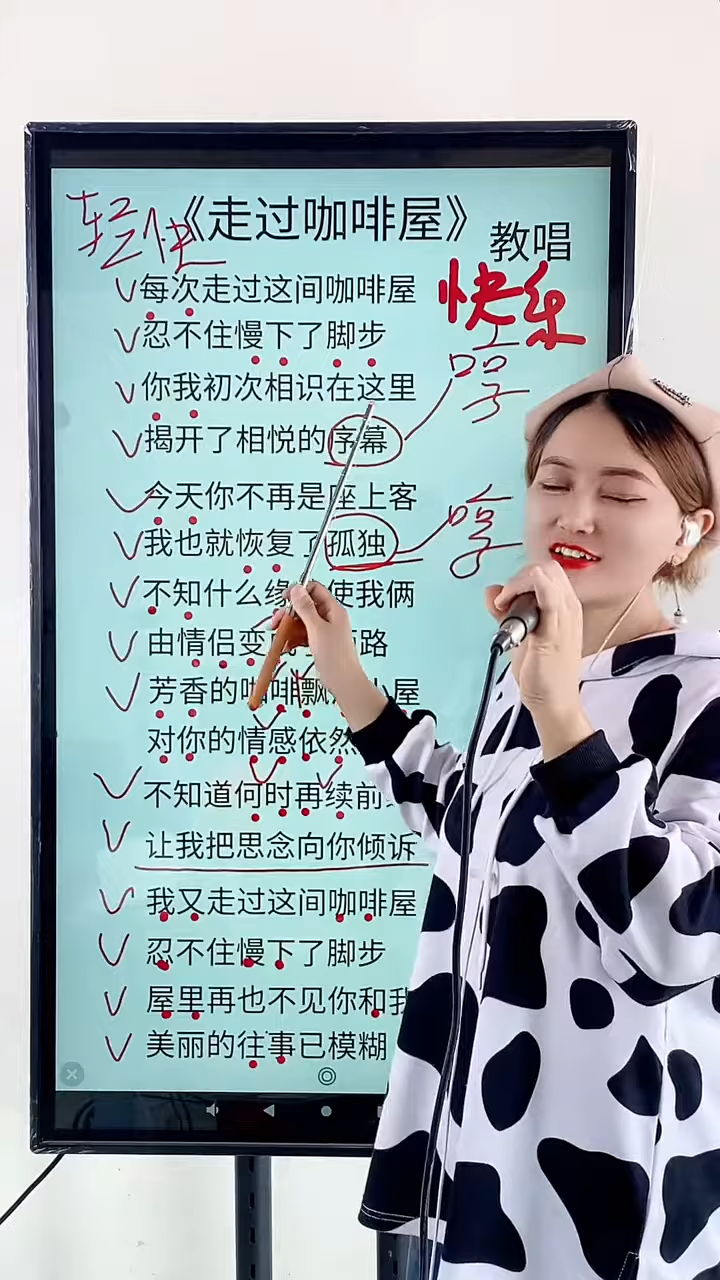 轻快
《走过咖啡屋》
教唱
快乐
每次走过这间咖啡屋
忍不住慢下了脚步
你我初次相识在这里
揭开了相悦的序幕
今天你不再是座上客
我也就恢复了孤独
不知什么缘 使我俩
由情侣变 路
芳香的咖啡飘 小屋
对你的情感依然
不知道何时再续前
让我把思念向你倾诉
我又走过这间咖啡屋
忍不住慢下了脚步
屋里再也不见你和我
美丽的往事已模糊